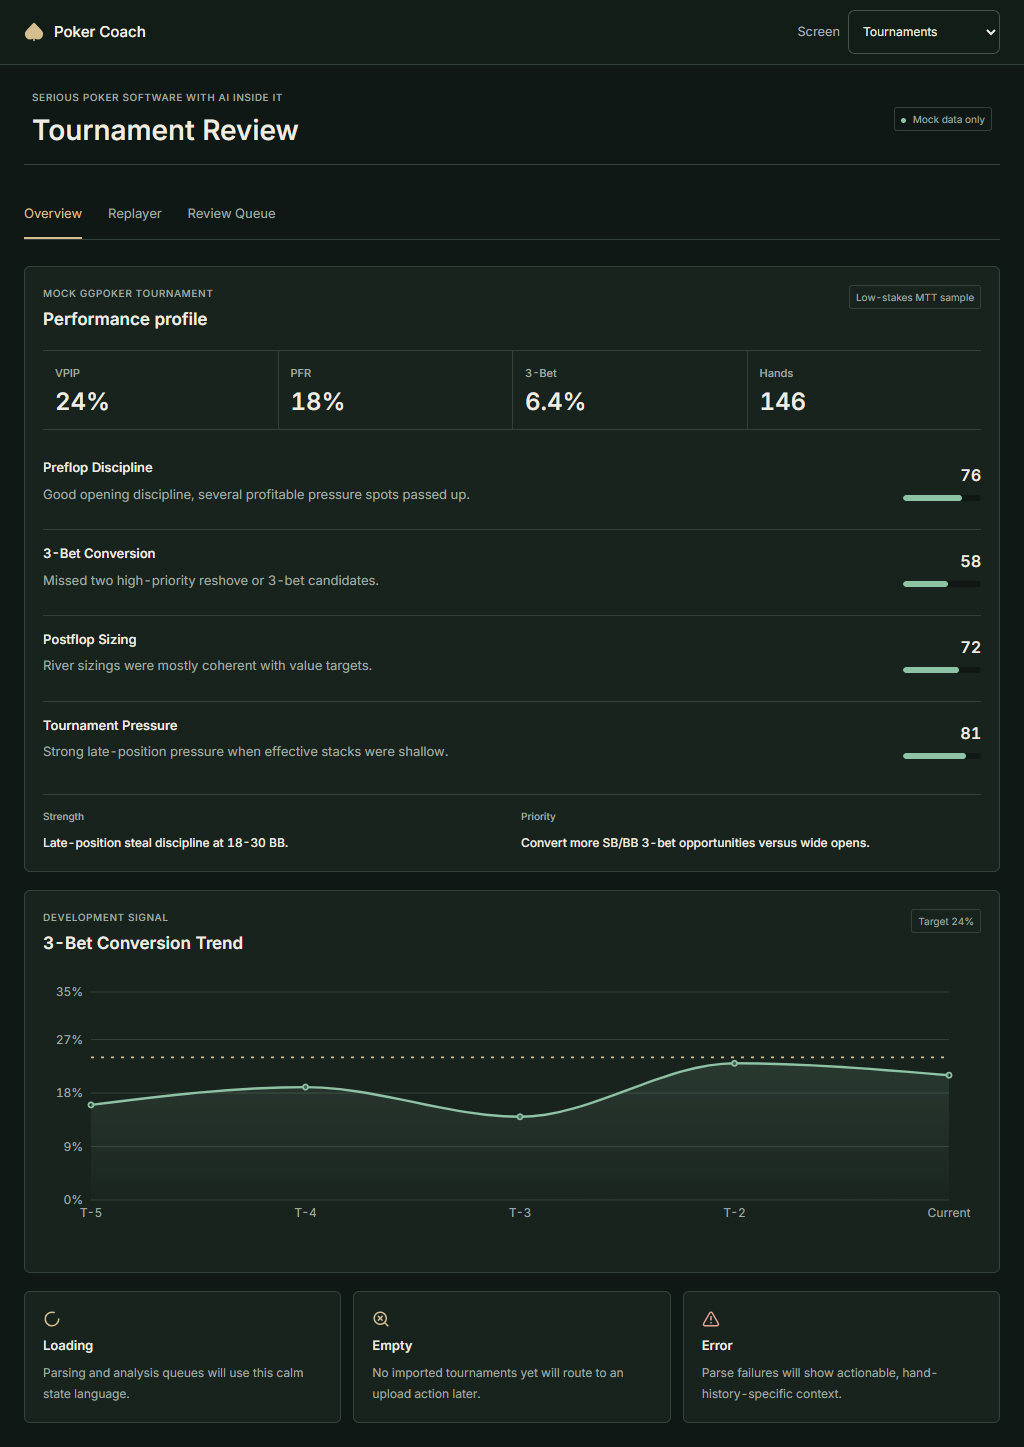 Poker Coach
Screen
Tournaments
SERIOUS POKER SOFTWARE WITH AI INSIDE IT
Tournament Review
Mock data only
Overview
Replayer
Review Queue
MOCK GGPOKER TOURNAMENT
Performance profile
Low-stakes MTT sample
VPIP
24%
PFR
18%
3-Bet
6.4%
Hands
146
Preflop Discipline
Good opening discipline, several profitable pressure spots passed up.
76
3-Bet Conversion
Missed two high-priority reshove or 3-bet candidates.
58
Postflop Sizing
River sizings were mostly coherent with value targets.
72
Tournament Pressure
Strong late-position pressure when effective stacks were shallow.
81
Strength
Late-position steal discipline at 18-30 BB.
Priority
Convert more SB/BB 3-bet opportunities versus wide opens.
DEVELOPMENT SIGNAL
3-Bet Conversion Trend
Target 24%
35%
27%
18%
9%
0%
T-5
T-4
T-3
T-2
Current
Loading
Parsing and analysis queues will use this calm
state language.
Empty
No imported tournaments yet will route to an
upload action later.
Error
Parse failures will show actionable, hand-
history-specific context.